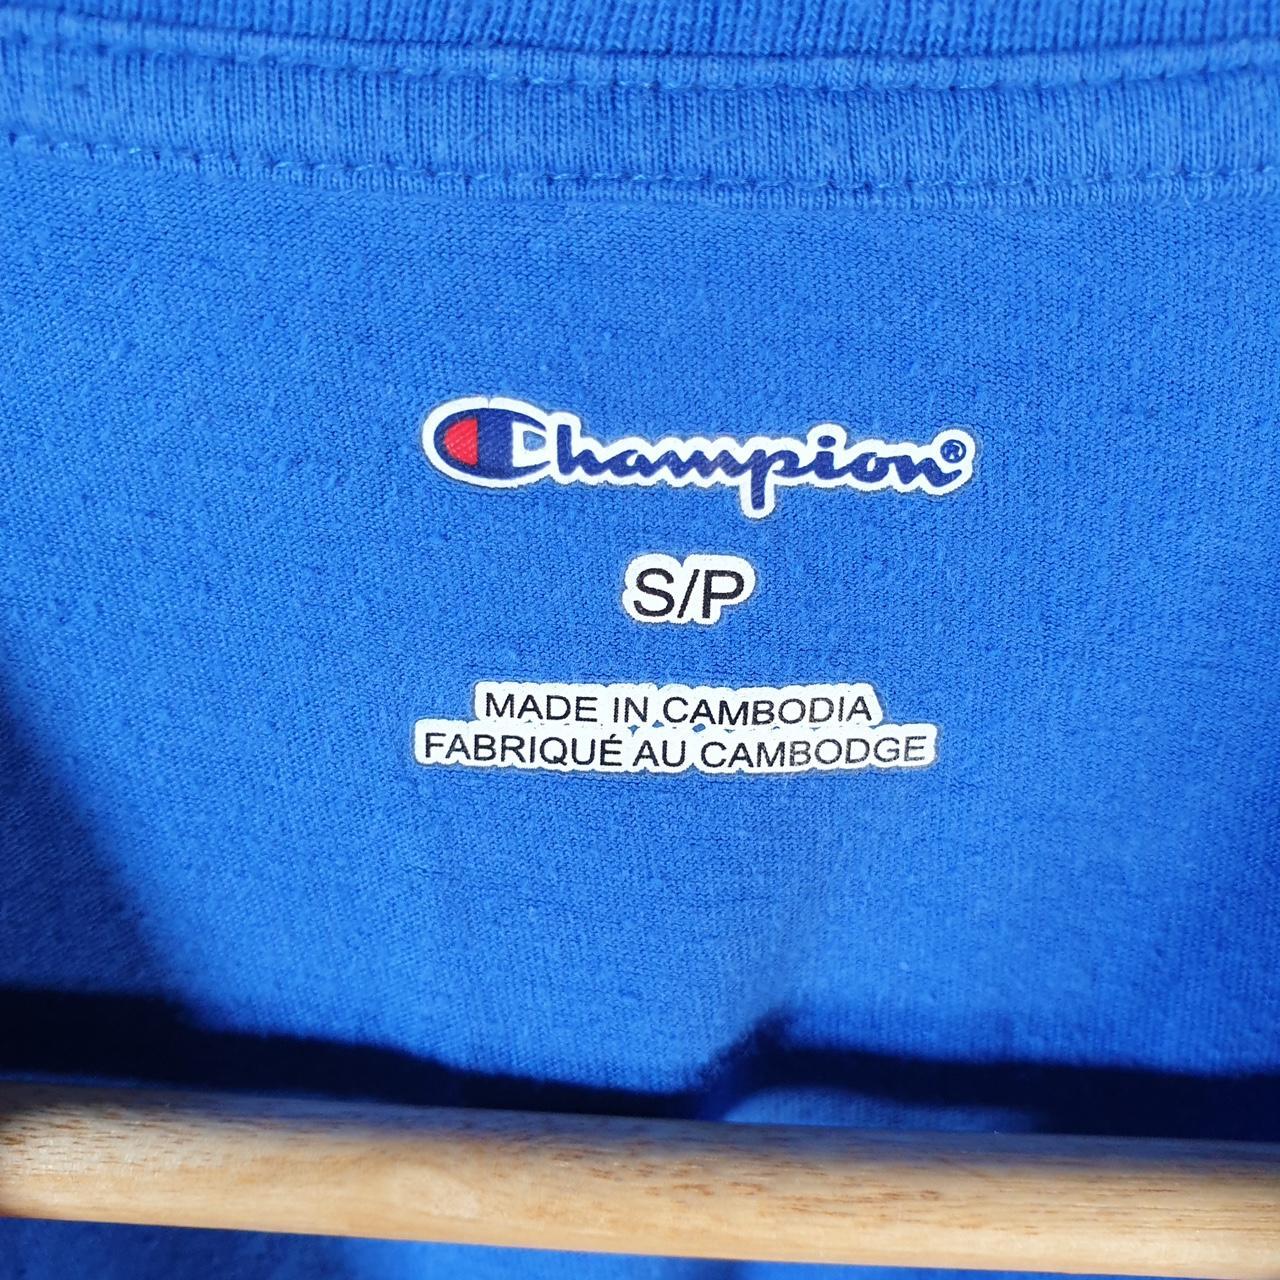 Champion®
S/P
MADE IN CAMBODIA
FABRIQUÉ AU CAMBODGE